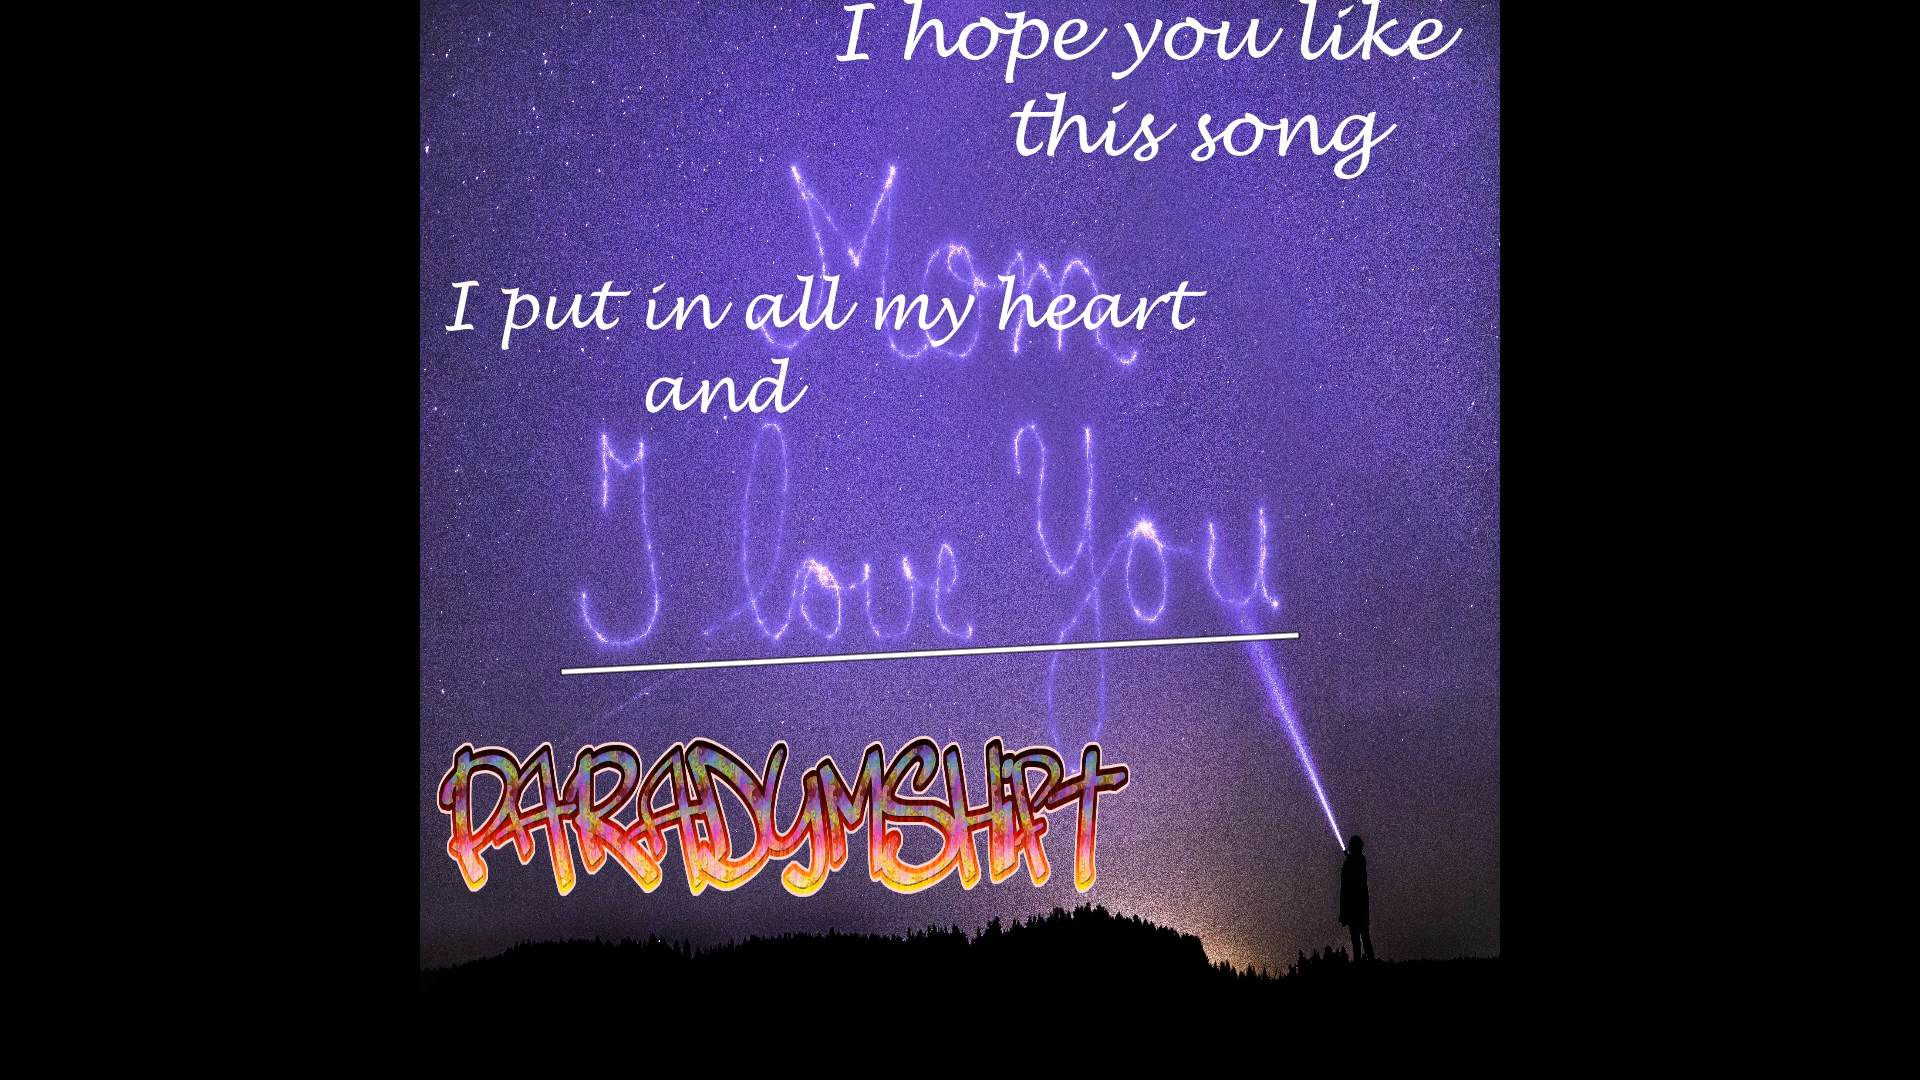 I hope you like
this song
Mom
I put in all my heart
and
I love You
PARADYMSHIFT